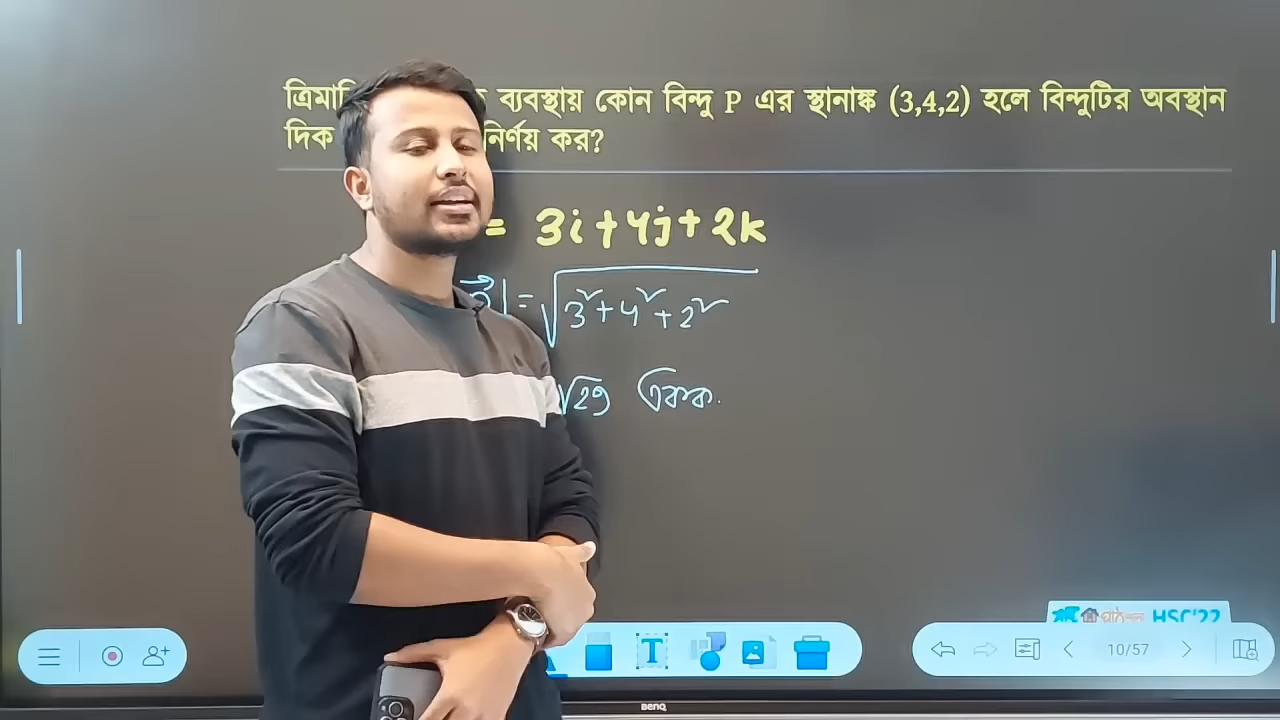 ব্যবস্থায় কোন বিন্দু P এর স্থানাঙ্ক (3,4,2) হলে বিন্দুটির অবস্থান
দিক নির্ণয় কর?
= 3i + 4j + 2k
| = √3² + 4² + 2²
√29 একক.
HSC'22
T
10/57
BenQ